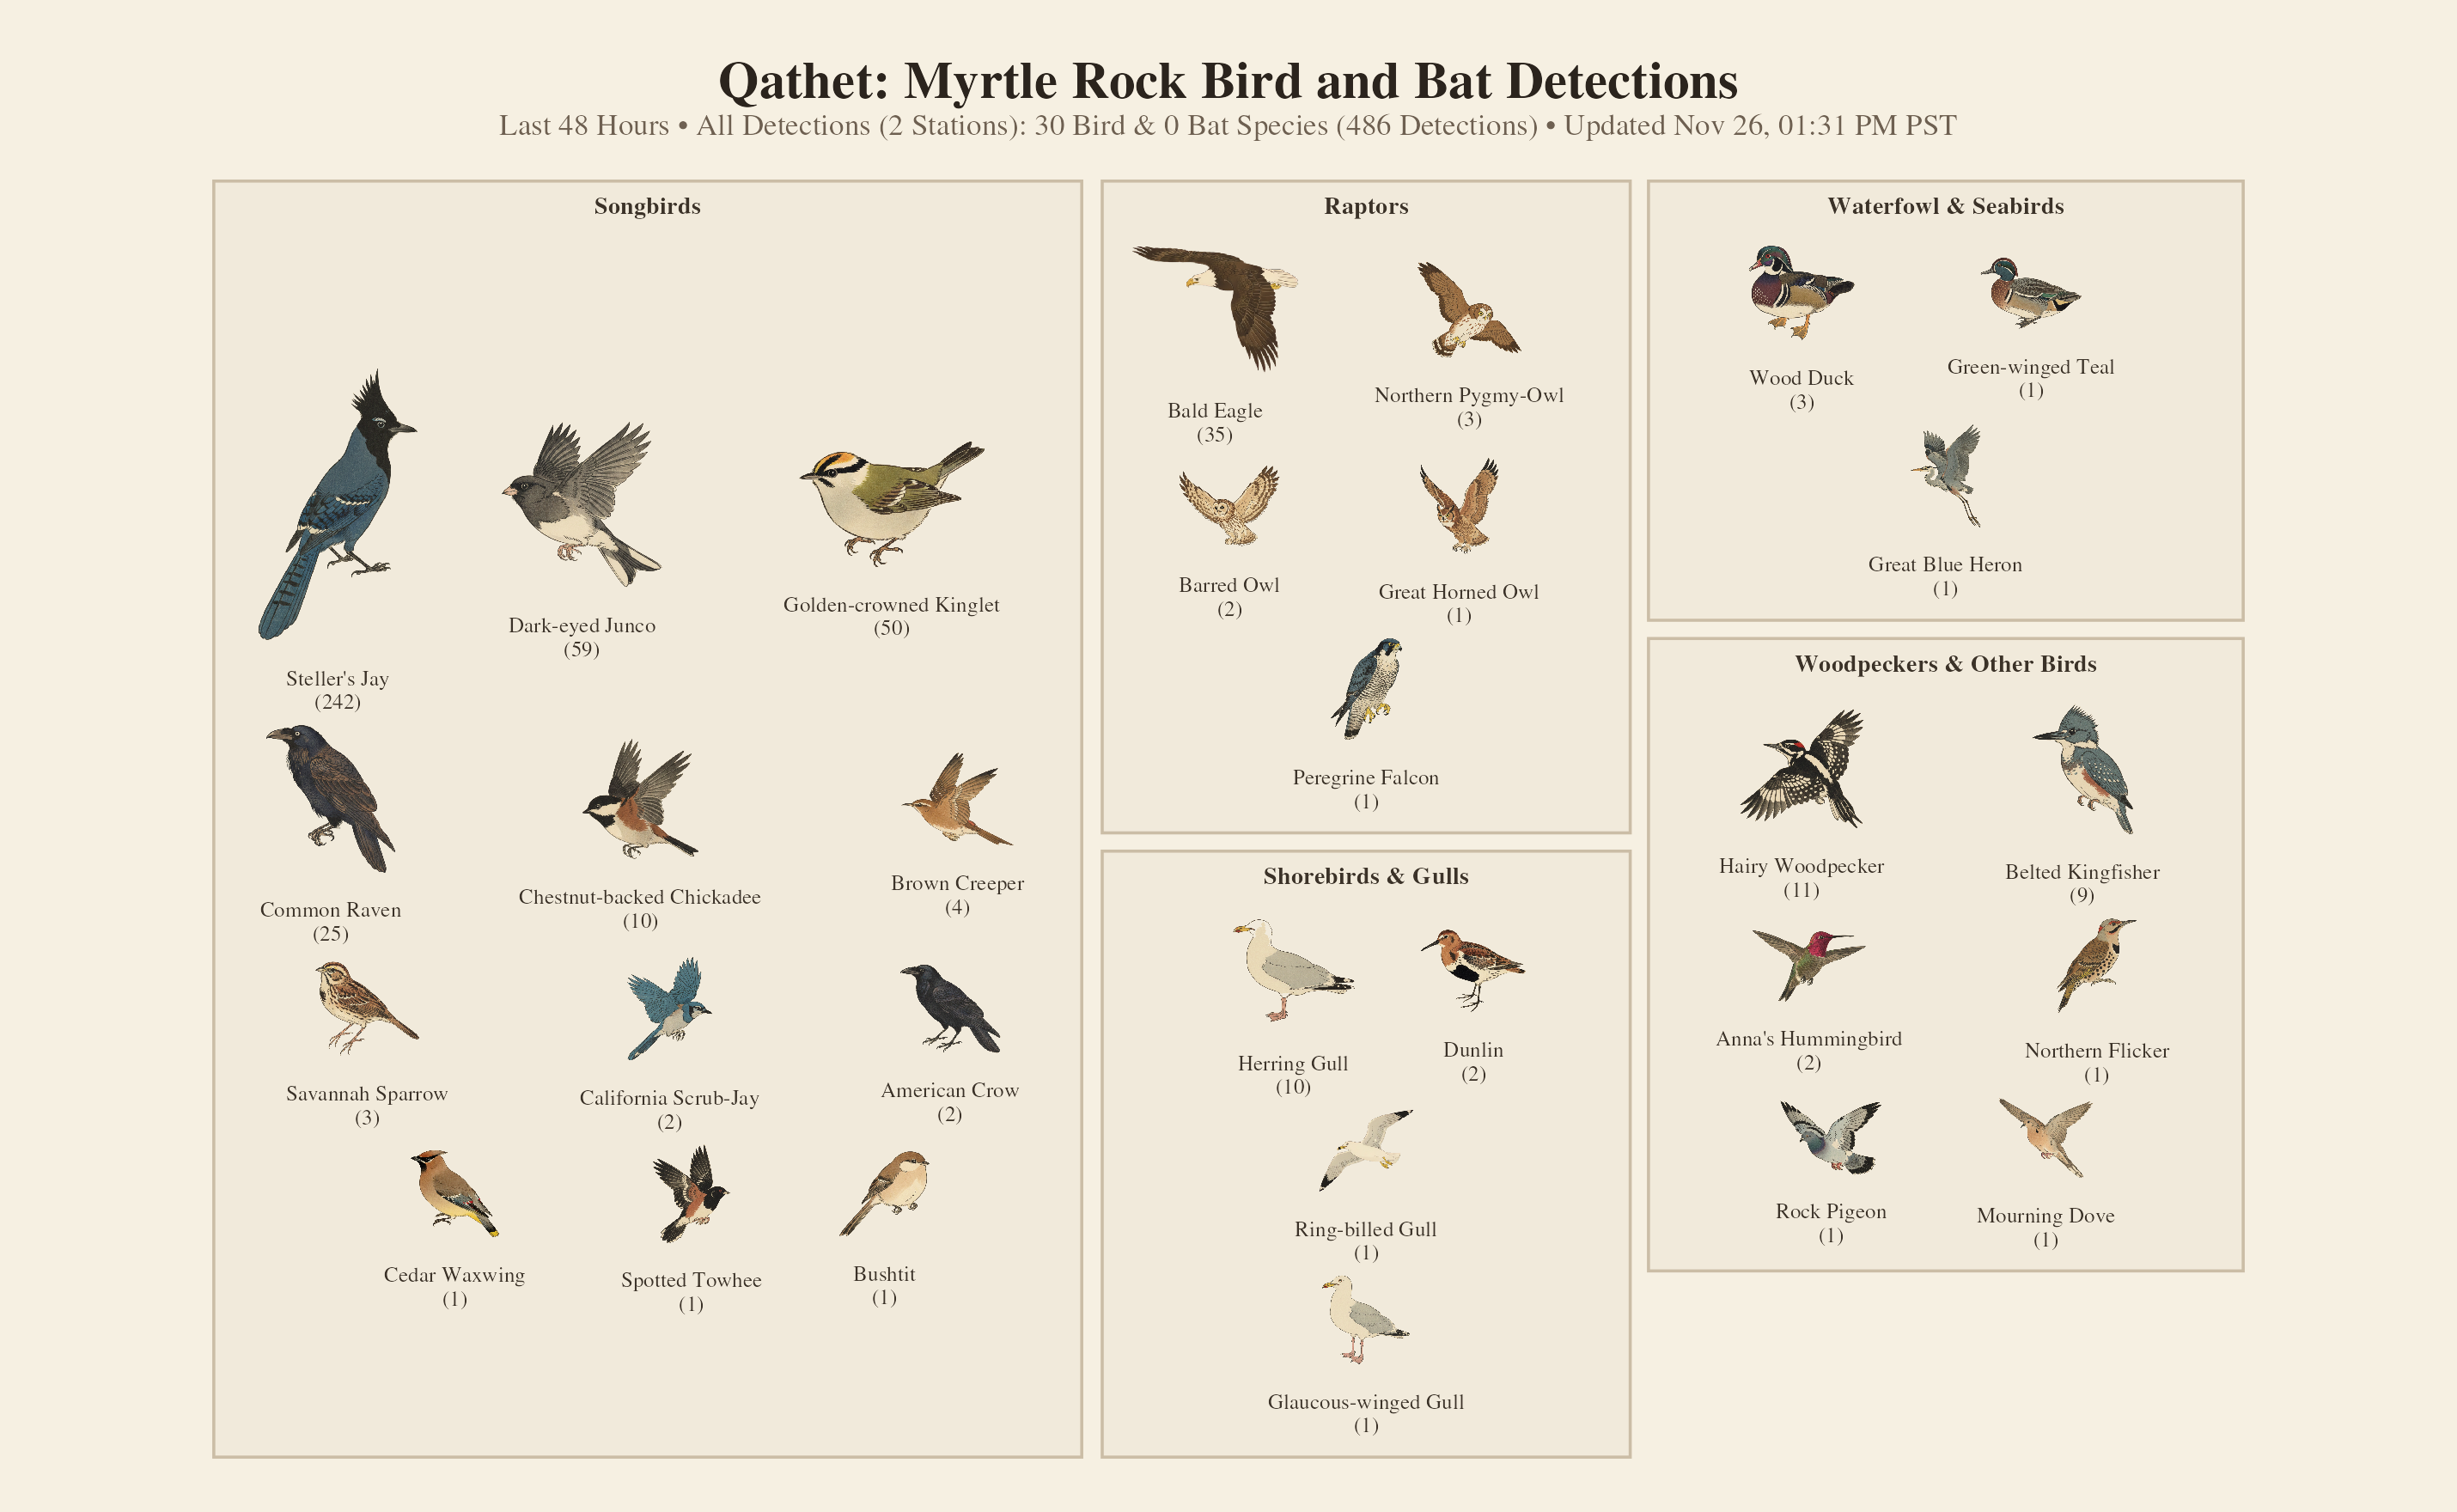 Qathet: Myrtle Rock Bird and Bat Detections
Last 48 Hours • All Detections (2 Stations): 30 Bird & 0 Bat Species (486 Detections) • Updated Nov 26, 01:31 PM PST
Songbirds
Steller's Jay
(242)
Dark-eyed Junco
(59)
Golden-crowned Kinglet
(50)
Common Raven
(25)
Chestnut-backed Chickadee
(10)
Brown Creeper
(4)
Savannah Sparrow
(3)
California Scrub-Jay
(2)
American Crow
(2)
Cedar Waxwing
(1)
Spotted Towhee
(1)
Bushtit
(1)
Raptors
Bald Eagle
(35)
Northern Pygmy-Owl
(3)
Barred Owl
(2)
Great Horned Owl
(1)
Peregrine Falcon
(1)
Shorebirds & Gulls
Herring Gull
(10)
Dunlin
(2)
Ring-billed Gull
(1)
Glaucous-winged Gull
(1)
Waterfowl & Seabirds
Wood Duck
(3)
Green-winged Teal
(1)
Great Blue Heron
(1)
Woodpeckers & Other Birds
Hairy Woodpecker
(11)
Belted Kingfisher
(9)
Anna's Hummingbird
(2)
Northern Flicker
(1)
Rock Pigeon
(1)
Mourning Dove
(1)